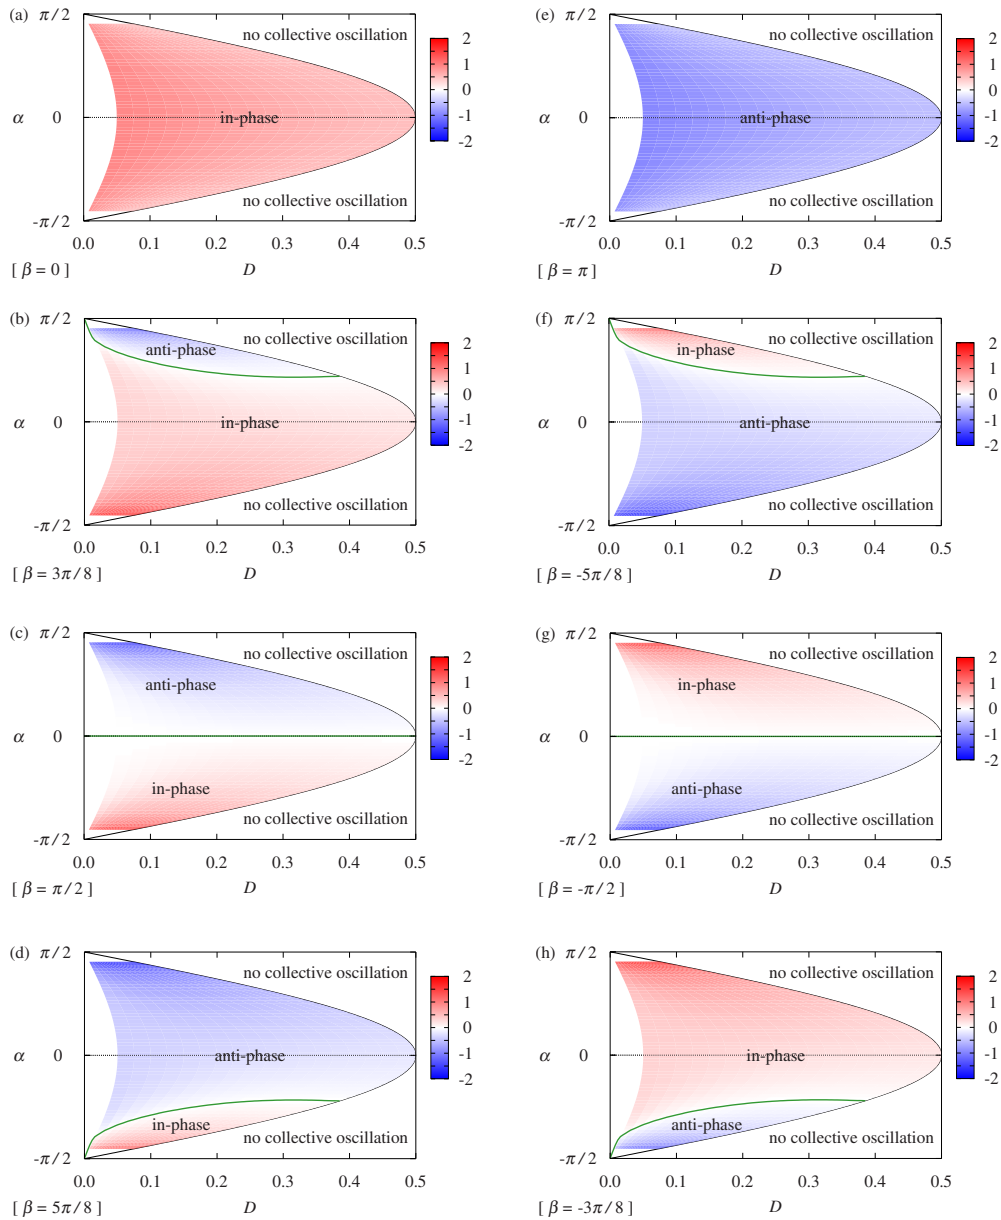 (a) π/2
no collective oscillation
2
1
α 0
in-phase
0
-1
-2
no collective oscillation
-π/2
0.0 0.1 0.2 0.3 0.4 0.5
[ β = 0 ] D
(e) π/2
no collective oscillation
2
1
α 0
anti-phase
0
-1
-2
no collective oscillation
-π/2
0.0 0.1 0.2 0.3 0.4 0.5
[ β = π ] D
(b) π/2
no collective oscillation
anti-phase
2
1
α 0
in-phase
0
-1
-2
no collective oscillation
-π/2
0.0 0.1 0.2 0.3 0.4 0.5
[ β = 3π/8 ] D
(f) π/2
no collective oscillation
in-phase
2
1
α 0
anti-phase
0
-1
-2
no collective oscillation
-π/2
0.0 0.1 0.2 0.3 0.4 0.5
[ β = -5π/8 ] D
(c) π/2
no collective oscillation
anti-phase
2
1
α 0
0
-1
-2
in-phase
no collective oscillation
-π/2
0.0 0.1 0.2 0.3 0.4 0.5
[ β = π/2 ] D
(g) π/2
no collective oscillation
in-phase
2
1
α 0
0
-1
-2
anti-phase
no collective oscillation
-π/2
0.0 0.1 0.2 0.3 0.4 0.5
[ β = -π/2 ] D
(d) π/2
no collective oscillation
2
1
α 0
anti-phase
0
-1
-2
in-phase
no collective oscillation
-π/2
0.0 0.1 0.2 0.3 0.4 0.5
[ β = 5π/8 ] D
(h) π/2
no collective oscillation
2
1
α 0
in-phase
0
-1
-2
anti-phase
no collective oscillation
-π/2
0.0 0.1 0.2 0.3 0.4 0.5
[ β = -3π/8 ] D